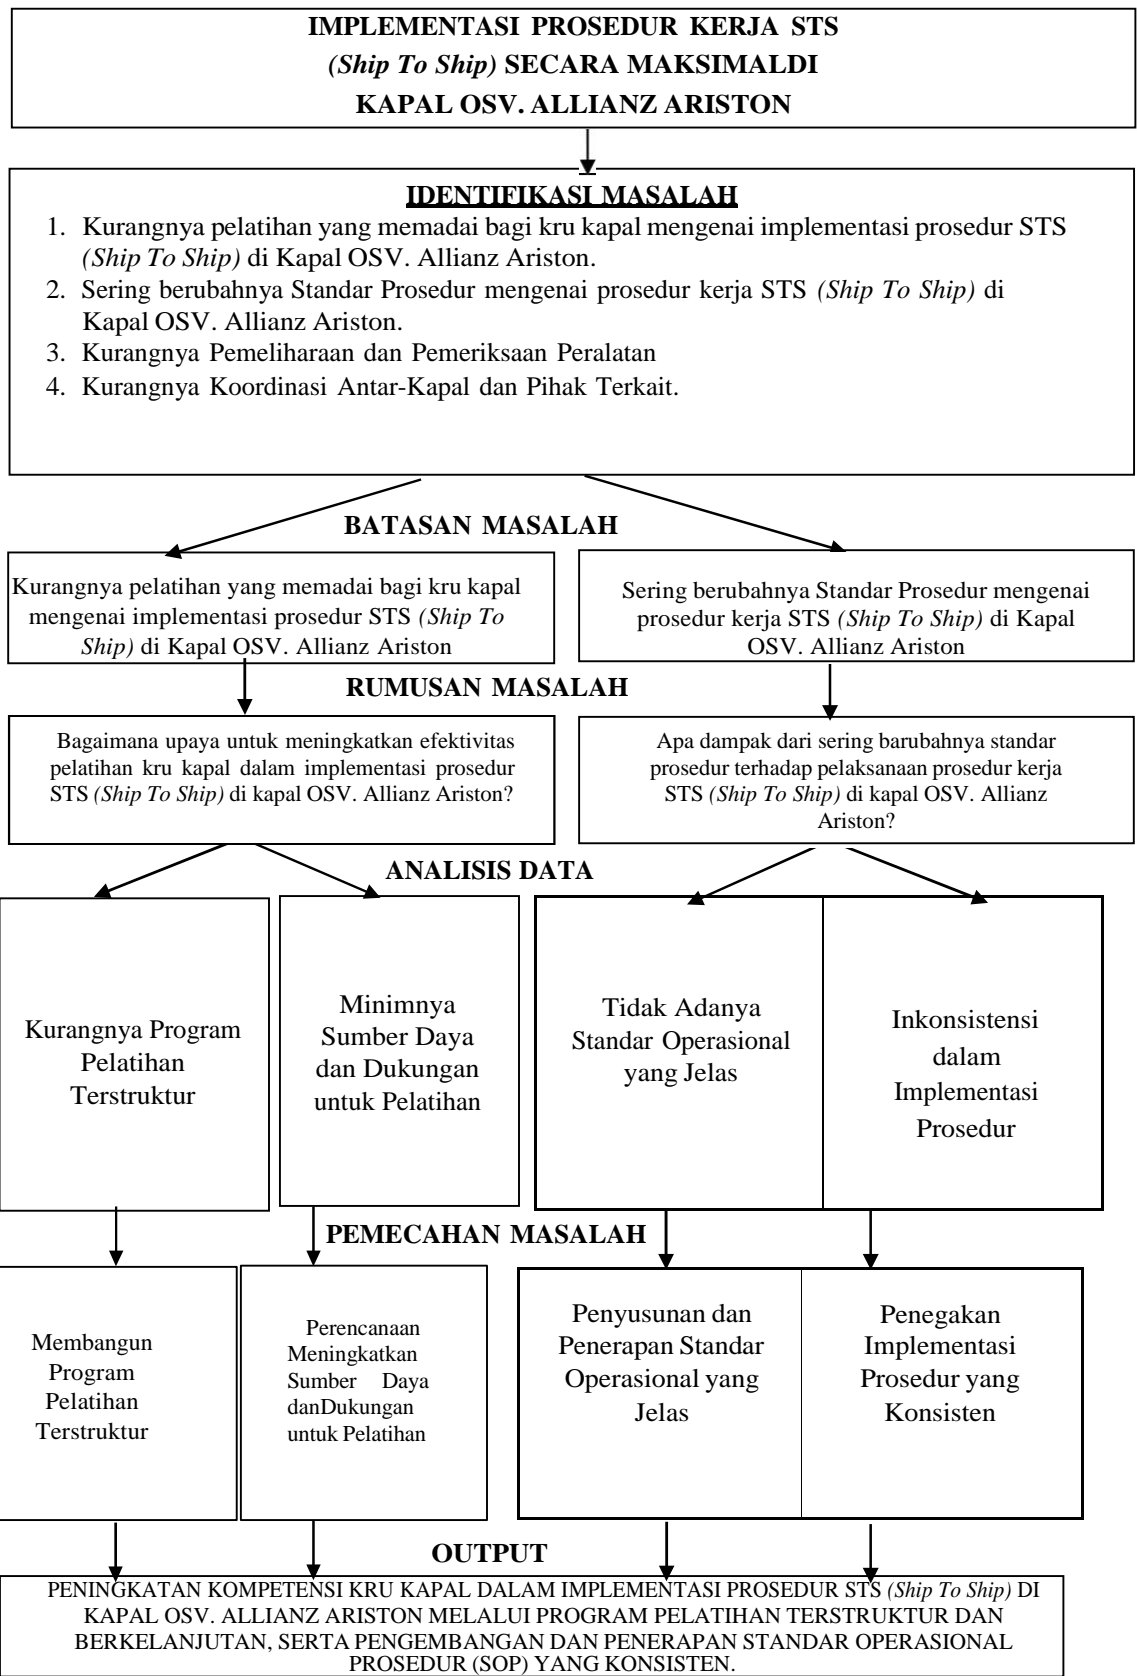 IMPLEMENTASI PROSEDUR KERJA STS
(Ship To Ship) SECARA MAKSIMALDI
KAPAL OSV. ALLIANZ ARISTON
IDENTIFIKASI MASALAH
1. Kurangnya pelatihan yang memadai bagi kru kapal mengenai implementasi prosedur STS
(Ship To Ship) di Kapal OSV. Allianz Ariston.
2. Sering berubahnya Standar Prosedur mengenai prosedur kerja STS (Ship To Ship) di
Kapal OSV. Allianz Ariston.
3. Kurangnya Pemeliharaan dan Pemeriksaan Peralatan
4. Kurangnya Koordinasi Antar-Kapal dan Pihak Terkait.
BATASAN MASALAH
Kurangnya pelatihan yang memadai bagi kru kapal
mengenai implementasi prosedur STS (Ship To
Ship) di Kapal OSV. Allianz Ariston
Sering berubahnya Standar Prosedur mengenai
prosedur kerja STS (Ship To Ship) di Kapal
OSV. Allianz Ariston
RUMUSAN MASALAH
Bagaimana upaya untuk meningkatkan efektivitas
pelatihan kru kapal dalam implementasi prosedur
STS (Ship To Ship) di kapal OSV. Allianz Ariston?
Apa dampak dari sering barubahnya standar
prosedur terhadap pelaksanaan prosedur kerja
STS (Ship To Ship) di kapal OSV. Allianz
Ariston?
ANALISIS DATA
Kurangnya Program
Pelatihan
Terstruktur
Minimnya
Sumber Daya
dan Dukungan
untuk Pelatihan
Tidak Adanya
Standar Operasional
yang Jelas
Inkonsistensi
dalam
Implementasi
Prosedur
PEMECAHAN MASALAH
Membangun
Program
Pelatihan
Terstruktur
Perencanaan
Meningkatkan
Sumber Daya
danDukungan
untuk Pelatihan
Penyusunan dan
Penerapan Standar
Operasional yang
Jelas
Penegakan
Implementasi
Prosedur yang
Konsisten
OUTPUT
PENINGKATAN KOMPETENSI KRU KAPAL DALAM IMPLEMENTASI PROSEDUR STS (Ship To Ship) DI
KAPAL OSV. ALLIANZ ARISTON MELALUI PROGRAM PELATIHAN TERSTRUKTUR DAN
BERKELANJUTAN, SERTA PENGEMBANGAN DAN PENERAPAN STANDAR OPERASIONAL
PROSEDUR (SOP) YANG KONSISTEN.